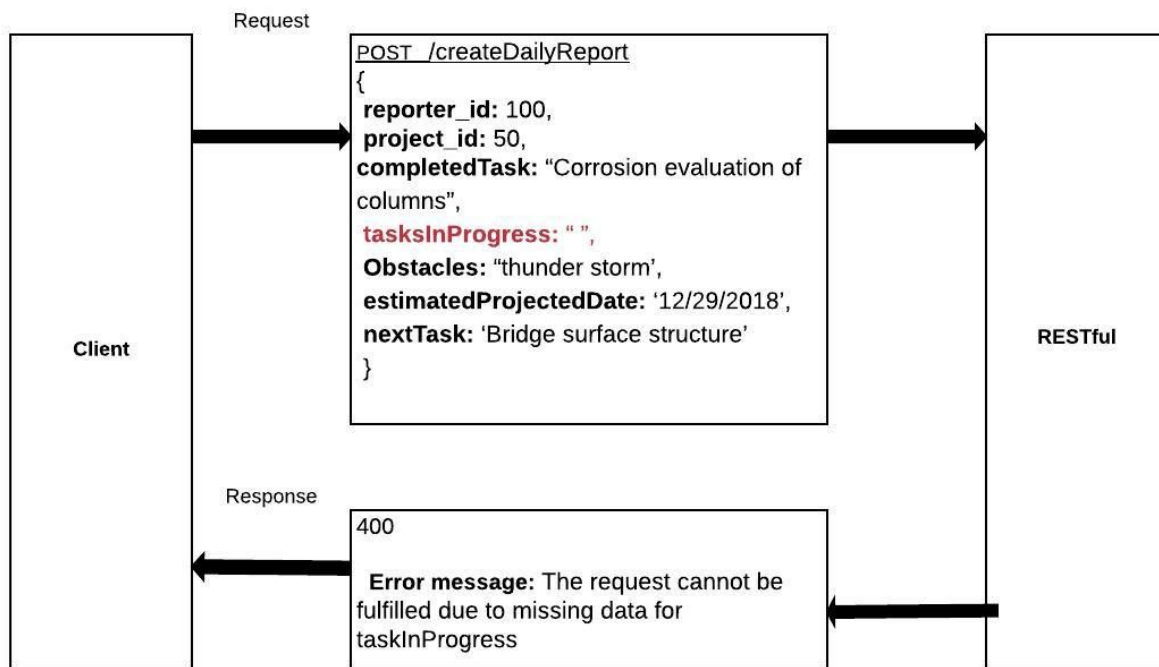 Request
POST /createDailyReport
{
reporter_id: 100,
project_id: 50,
completedTask: “Corrosion evaluation of
columns”,
tasksInProgress: “ ”,
Obstacles: “thunder storm’,
estimatedProjectedDate: ‘12/29/2018’,
nextTask: ‘Bridge surface structure’
}
Client
RESTful
Response
400
Error message: The request cannot be
fulfilled due to missing data for
taskInProgress